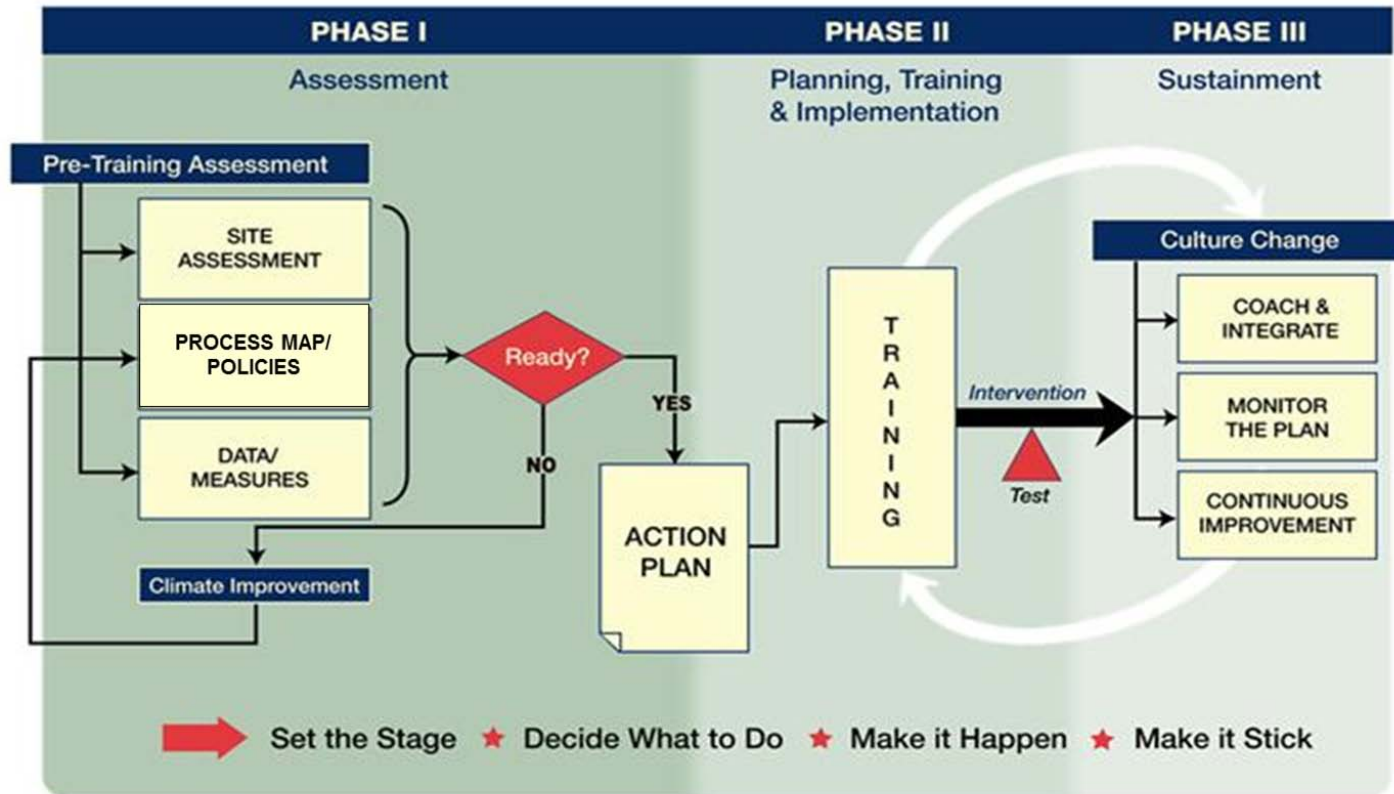 PHASE I
PHASE II
PHASE III
Assessment
Planning, Training
& Implementation
Sustainment
Pre-Training Assessment
SITE
ASSESSMENT
PROCESS MAP/
POLICIES
DATA/
MEASURES
Ready?
YES
NO
Climate Improvement
ACTION
PLAN
T
R
A
I
N
I
N
G
Intervention
Test
Culture Change
COACH &
INTEGRATE
MONITOR
THE PLAN
CONTINUOUS
IMPROVEMENT
Set the Stage ★ Decide What to Do ★ Make it Happen ★ Make it Stick